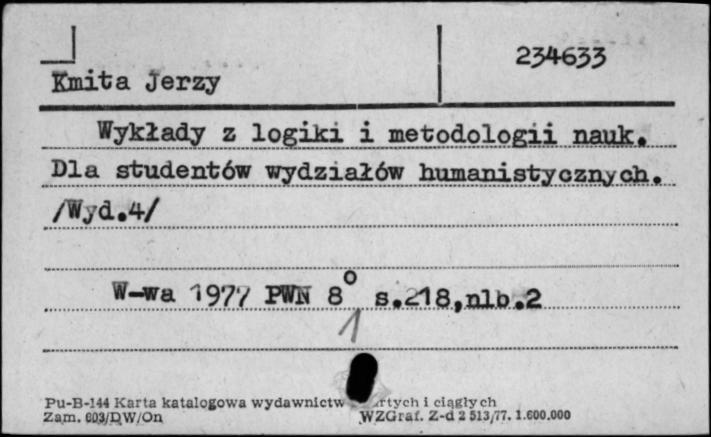 234633
Kmita Jerzy
Wykłady z logiki i metodologii nauk.
Dla studentów wydziałów humanistycznych.
/Wyd.4/
W-wa 1977 PWN 8° s.218,nlb.2
1
Pu-B-144 Karta katalogowa wydawnictw rtych i ciągłych
Zam. 603/DW/On WZGraf. Z-d 2 513/77. 1.600.000